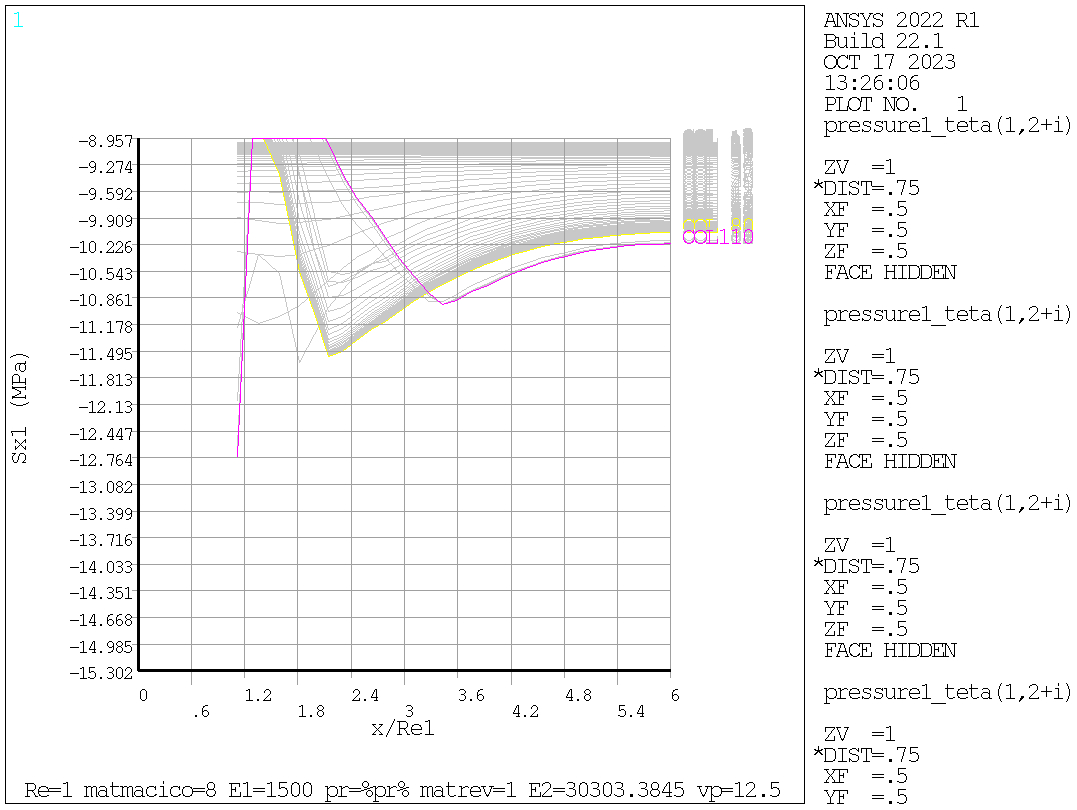 1
ANSYS 2022 R1
Build 22.1
OCT 17 2023
13:26:06
PLOT NO. 1
pressure1_teta(1,2+i)
ZV =1
*DIST=.75
XF =.5
YF =.5
ZF =.5
FACE HIDDEN
pressure1_teta(1,2+i)
ZV =1
*DIST=.75
XF =.5
YF =.5
ZF =.5
FACE HIDDEN
pressure1_teta(1,2+i)
ZV =1
*DIST=.75
XF =.5
YF =.5
ZF =.5
FACE HIDDEN
pressure1_teta(1,2+i)
ZV =1
*DIST=.75
XF =.5
YF =.5
-8.957
-9.274
-9.592
-9.909
-10.226
-10.543
-10.861
-11.178
-11.495
-11.813
-12.13
-12.447
-12.764
-13.082
-13.399
-13.716
-14.033
-14.351
-14.668
-14.985
-15.302
Sx1 (MPa)
COL110
0 1.2 2.4 3.6 4.8 6
.6 1.8 3 4.2 5.4
x/Re1
Re=1 matmacico=8 E1=1500 pr=%pr% matrev=1 E2=30303.3845 vp=12.5